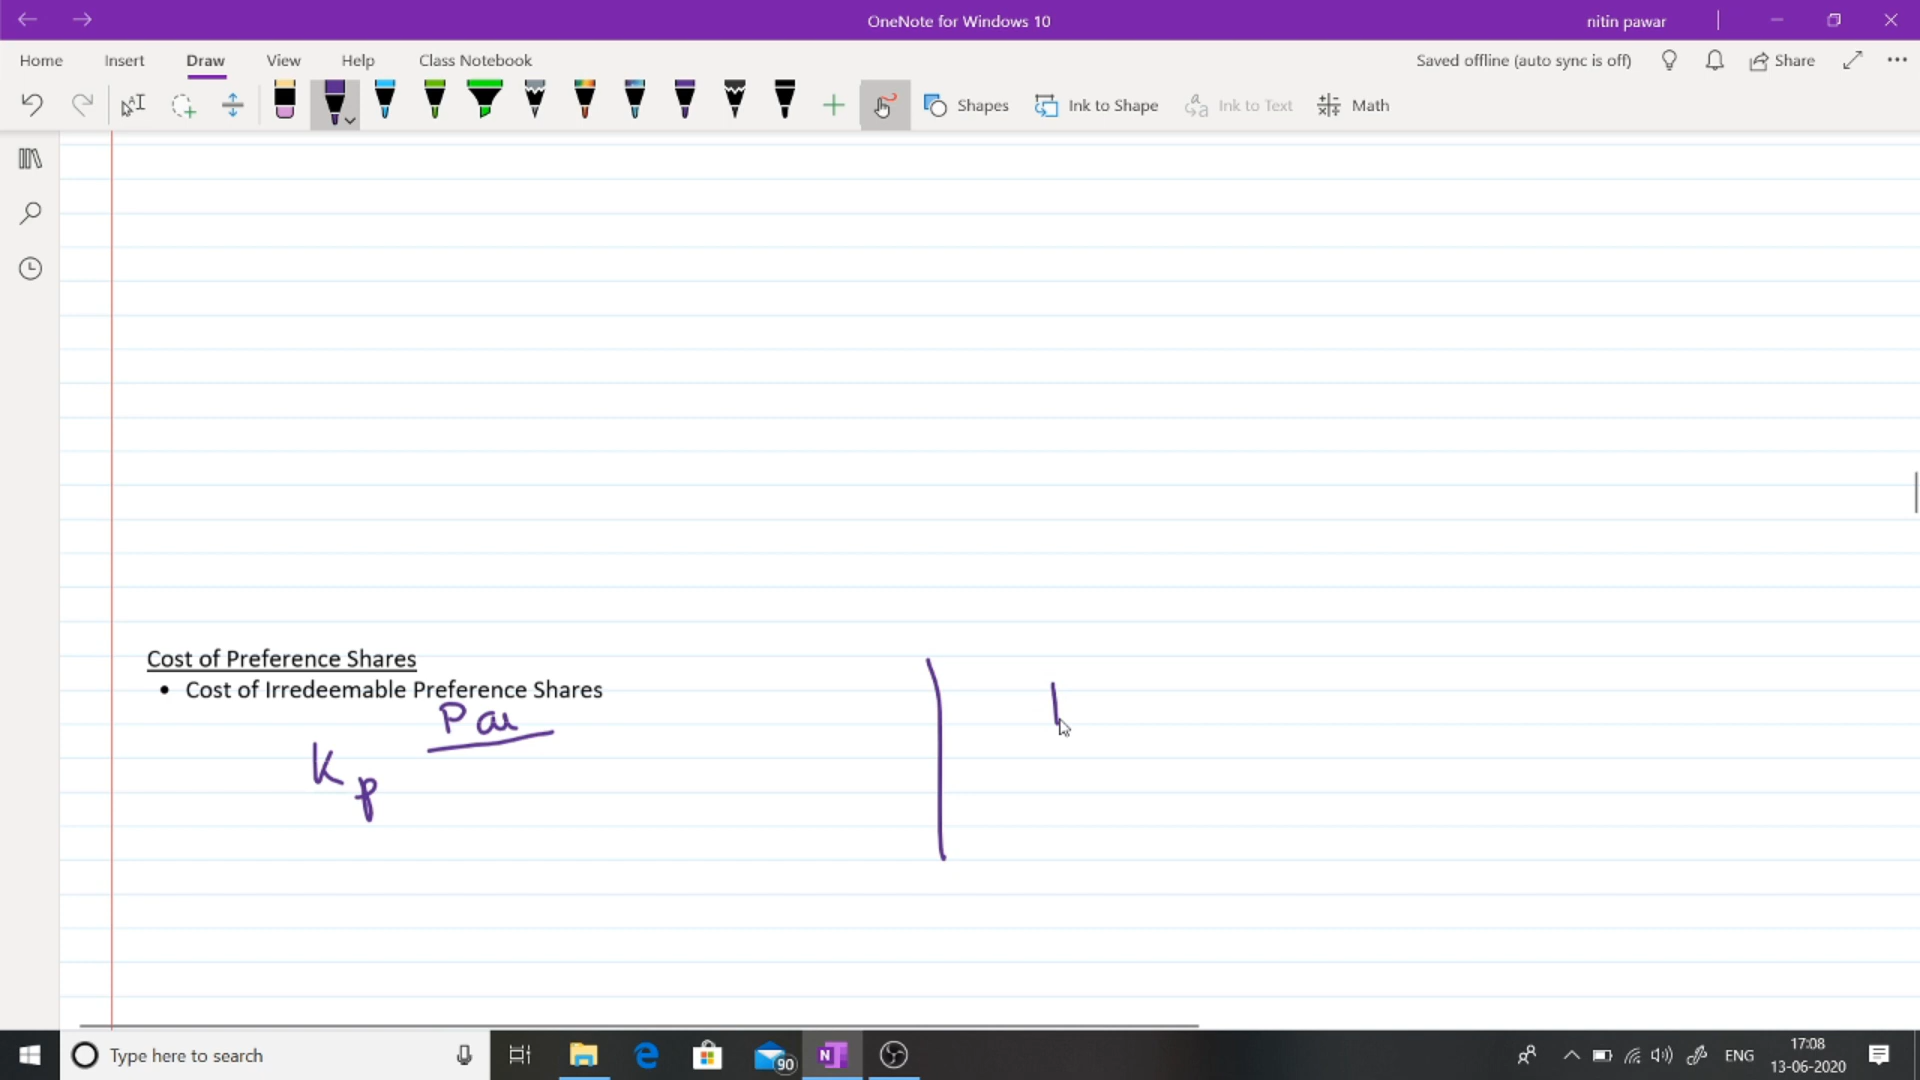 OneNote for Windows 10
nitin pawar
Home Insert Draw View Help Class Notebook
Saved offline (auto sync is off) Share
Shapes Ink to Shape Ink to Text Math
Cost of Preference Shares
• Cost of Irredeemable Preference Shares
Par
Kp
Type here to search
90
ENG
17:08
13-06-2020